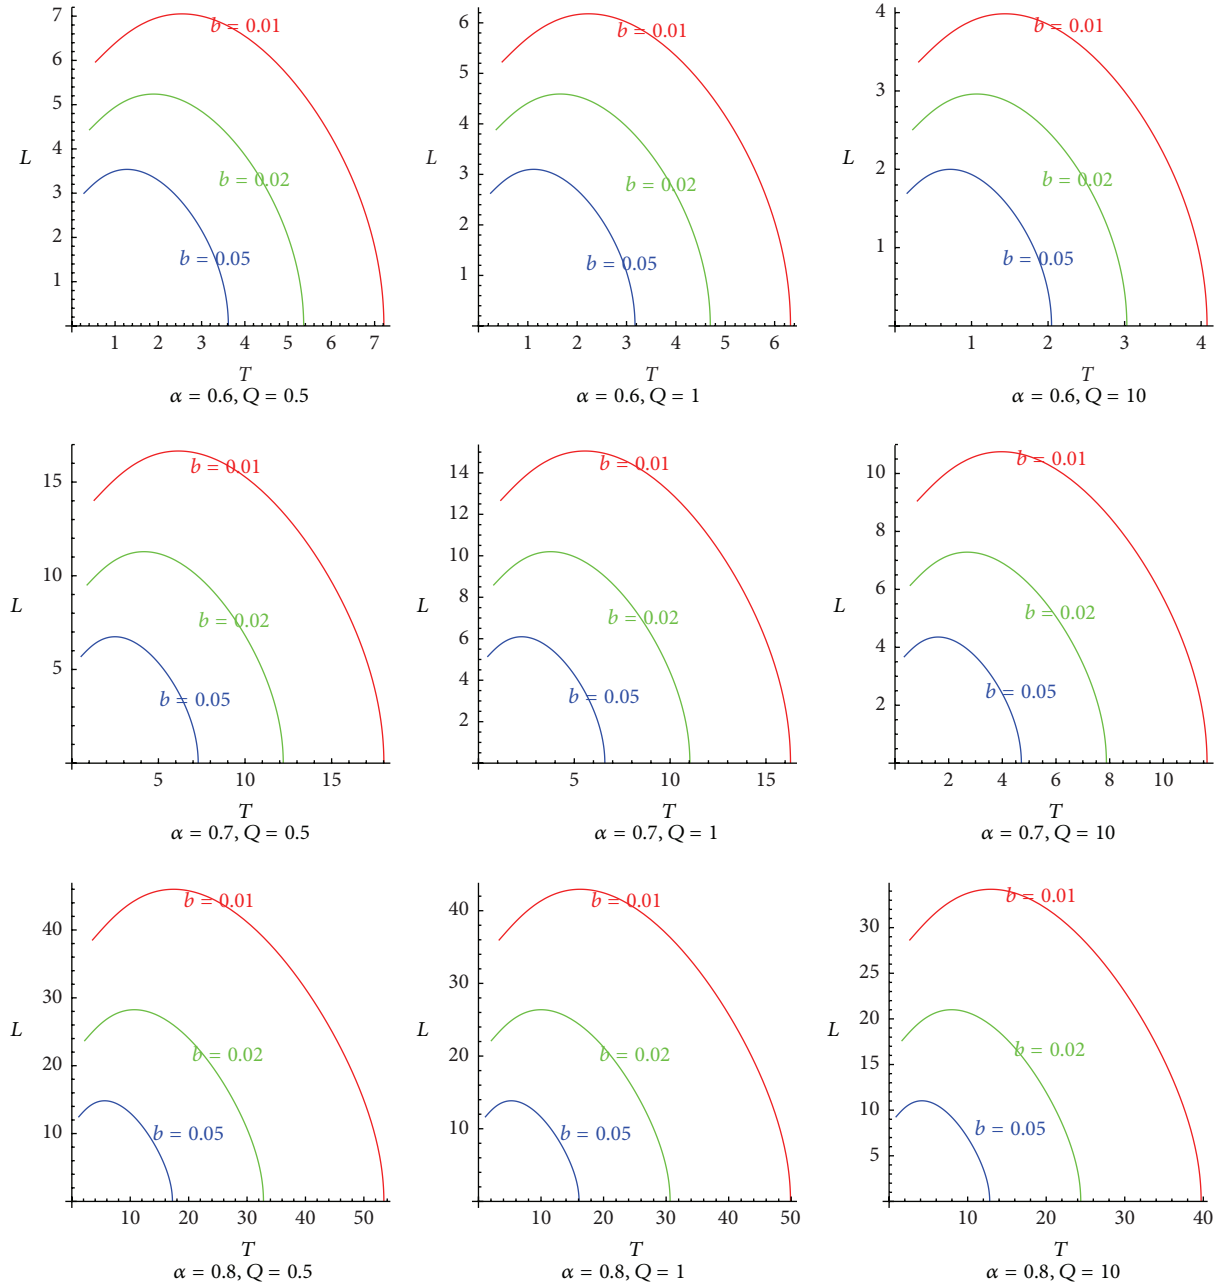 7
6
5
4
3
2
1
L
b = 0.01
b = 0.02
b = 0.05
1 2 3 4 5 6 7
T
α = 0.6, Q = 0.5
6
5
4
3
2
1
L
b = 0.01
b = 0.02
b = 0.05
1 2 3 4 5 6
T
α = 0.6, Q = 1
4
3
2
1
L
b = 0.01
b = 0.02
b = 0.05
1 2 3 4
T
α = 0.6, Q = 10
15
10
5
L
b = 0.01
b = 0.02
b = 0.05
5 10 15
T
α = 0.7, Q = 0.5
14
12
10
8
6
4
2
L
b = 0.01
b = 0.02
b = 0.05
5 10 15
T
α = 0.7, Q = 1
10
8
6
4
2
L
b = 0.01
b = 0.02
b = 0.05
2 4 6 8 10
T
α = 0.7, Q = 10
40
30
20
10
L
b = 0.01
b = 0.02
b = 0.05
10 20 30 40 50
T
α = 0.8, Q = 0.5
40
30
20
10
L
b = 0.01
b = 0.02
b = 0.05
10 20 30 40 50
T
α = 0.8, Q = 1
30
25
20
15
10
5
L
b = 0.01
b = 0.02
b = 0.05
10 20 30 40
T
α = 0.8, Q = 10